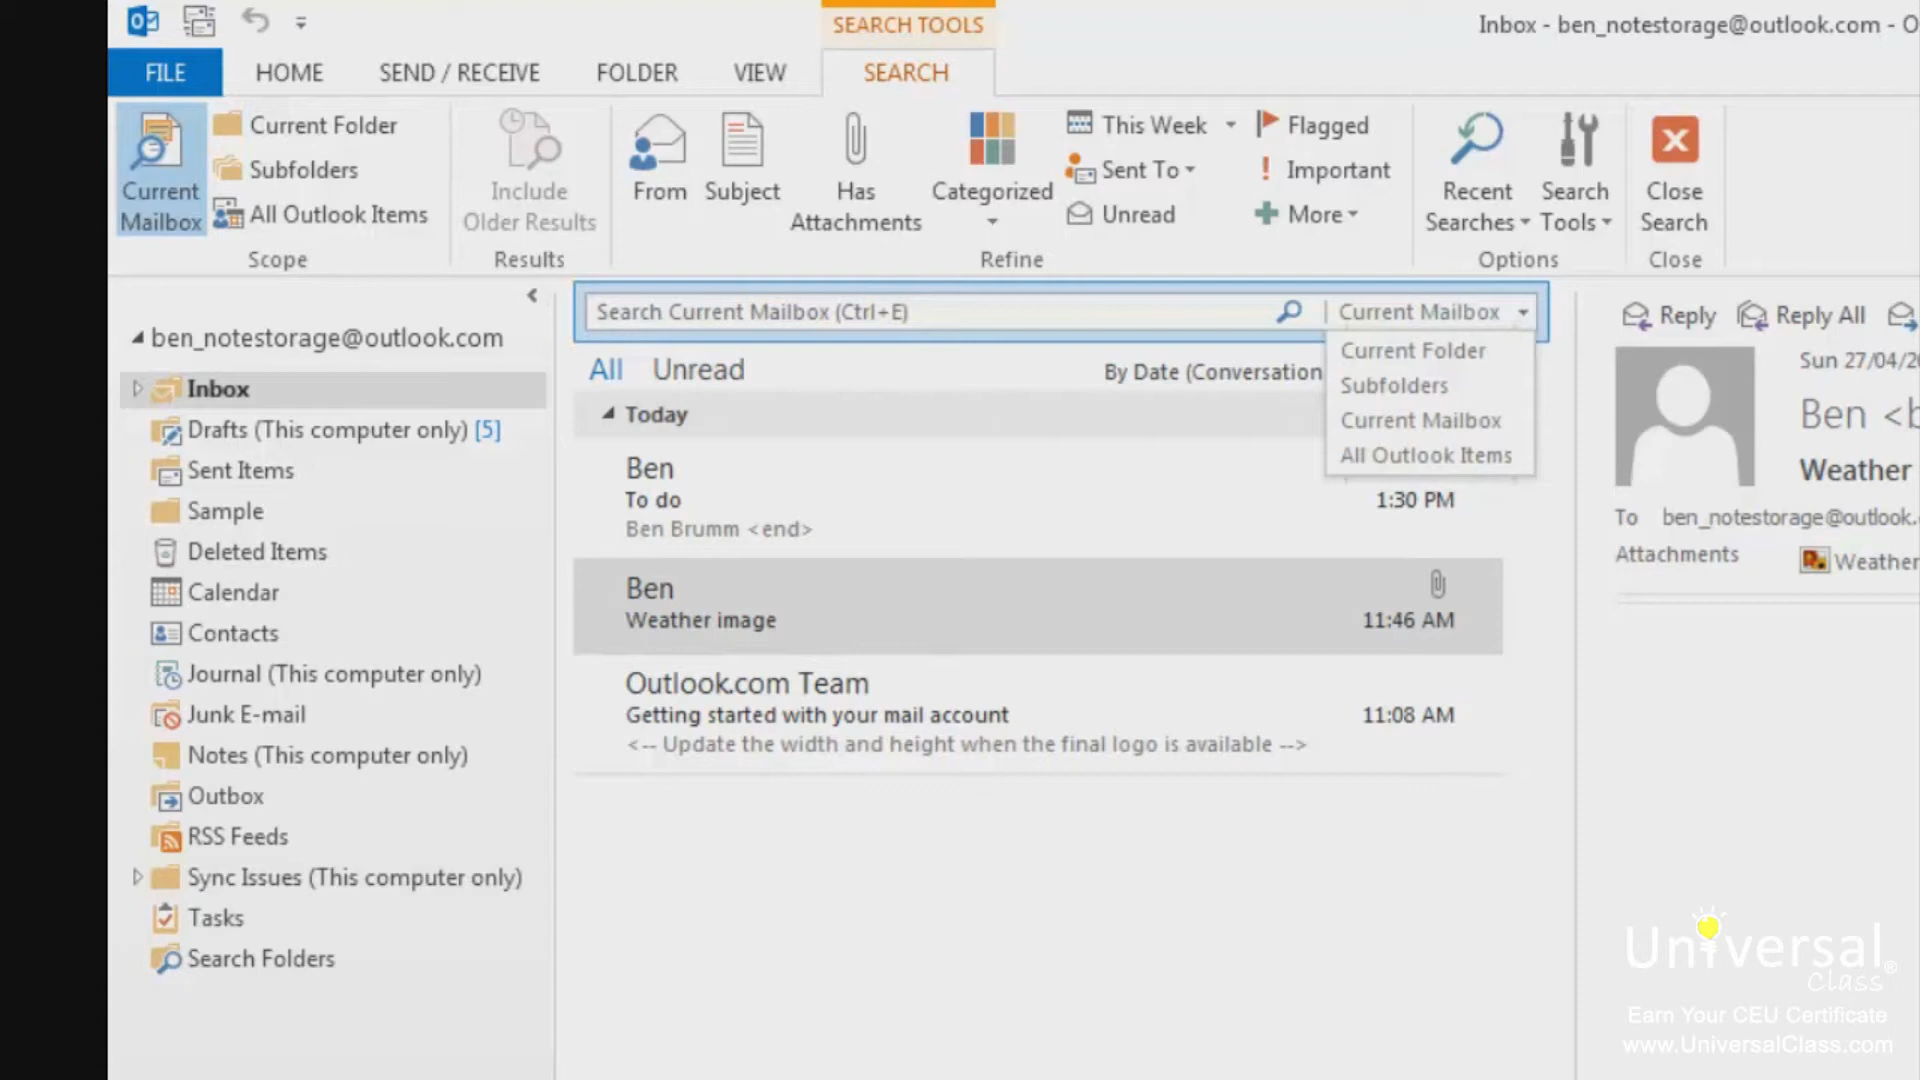 SEARCH TOOLS
Inbox - ben_notestorage@outlook.com - O
FILE HOME SEND / RECEIVE FOLDER VIEW SEARCH
Current Mailbox
Current Folder
Subfolders
All Outlook Items
Scope
Include Older Results
Results
From
Subject
Has Attachments
Categorized
This Week
Sent To
Unread
Flagged
Important
More
Refine
Recent Searches
Search Tools
Options
Close Search
Close
ben_notestorage@outlook.com
Inbox
Drafts (This computer only) [5]
Sent Items
Sample
Deleted Items
Calendar
Contacts
Journal (This computer only)
Junk E-mail
Notes (This computer only)
Outbox
RSS Feeds
Sync Issues (This computer only)
Tasks
Search Folders
Search Current Mailbox (Ctrl+E)
Current Mailbox
Current Folder
Subfolders
Current Mailbox
All Outlook Items
All Unread By Date (Conversation
Today
Ben
To do 1:30 PM
Ben Brumm <end>
Ben
Weather image 11:46 AM
Outlook.com Team
Getting started with your mail account 11:08 AM
<-- Update the width and height when the final logo is available -->
Reply Reply All
Sun 27/04/20
Ben <b
Weather
To ben_notestorage@outlook.
Attachments Weather
Universal
Class®
Earn Your CEU Certificate
www.UniversalClass.com